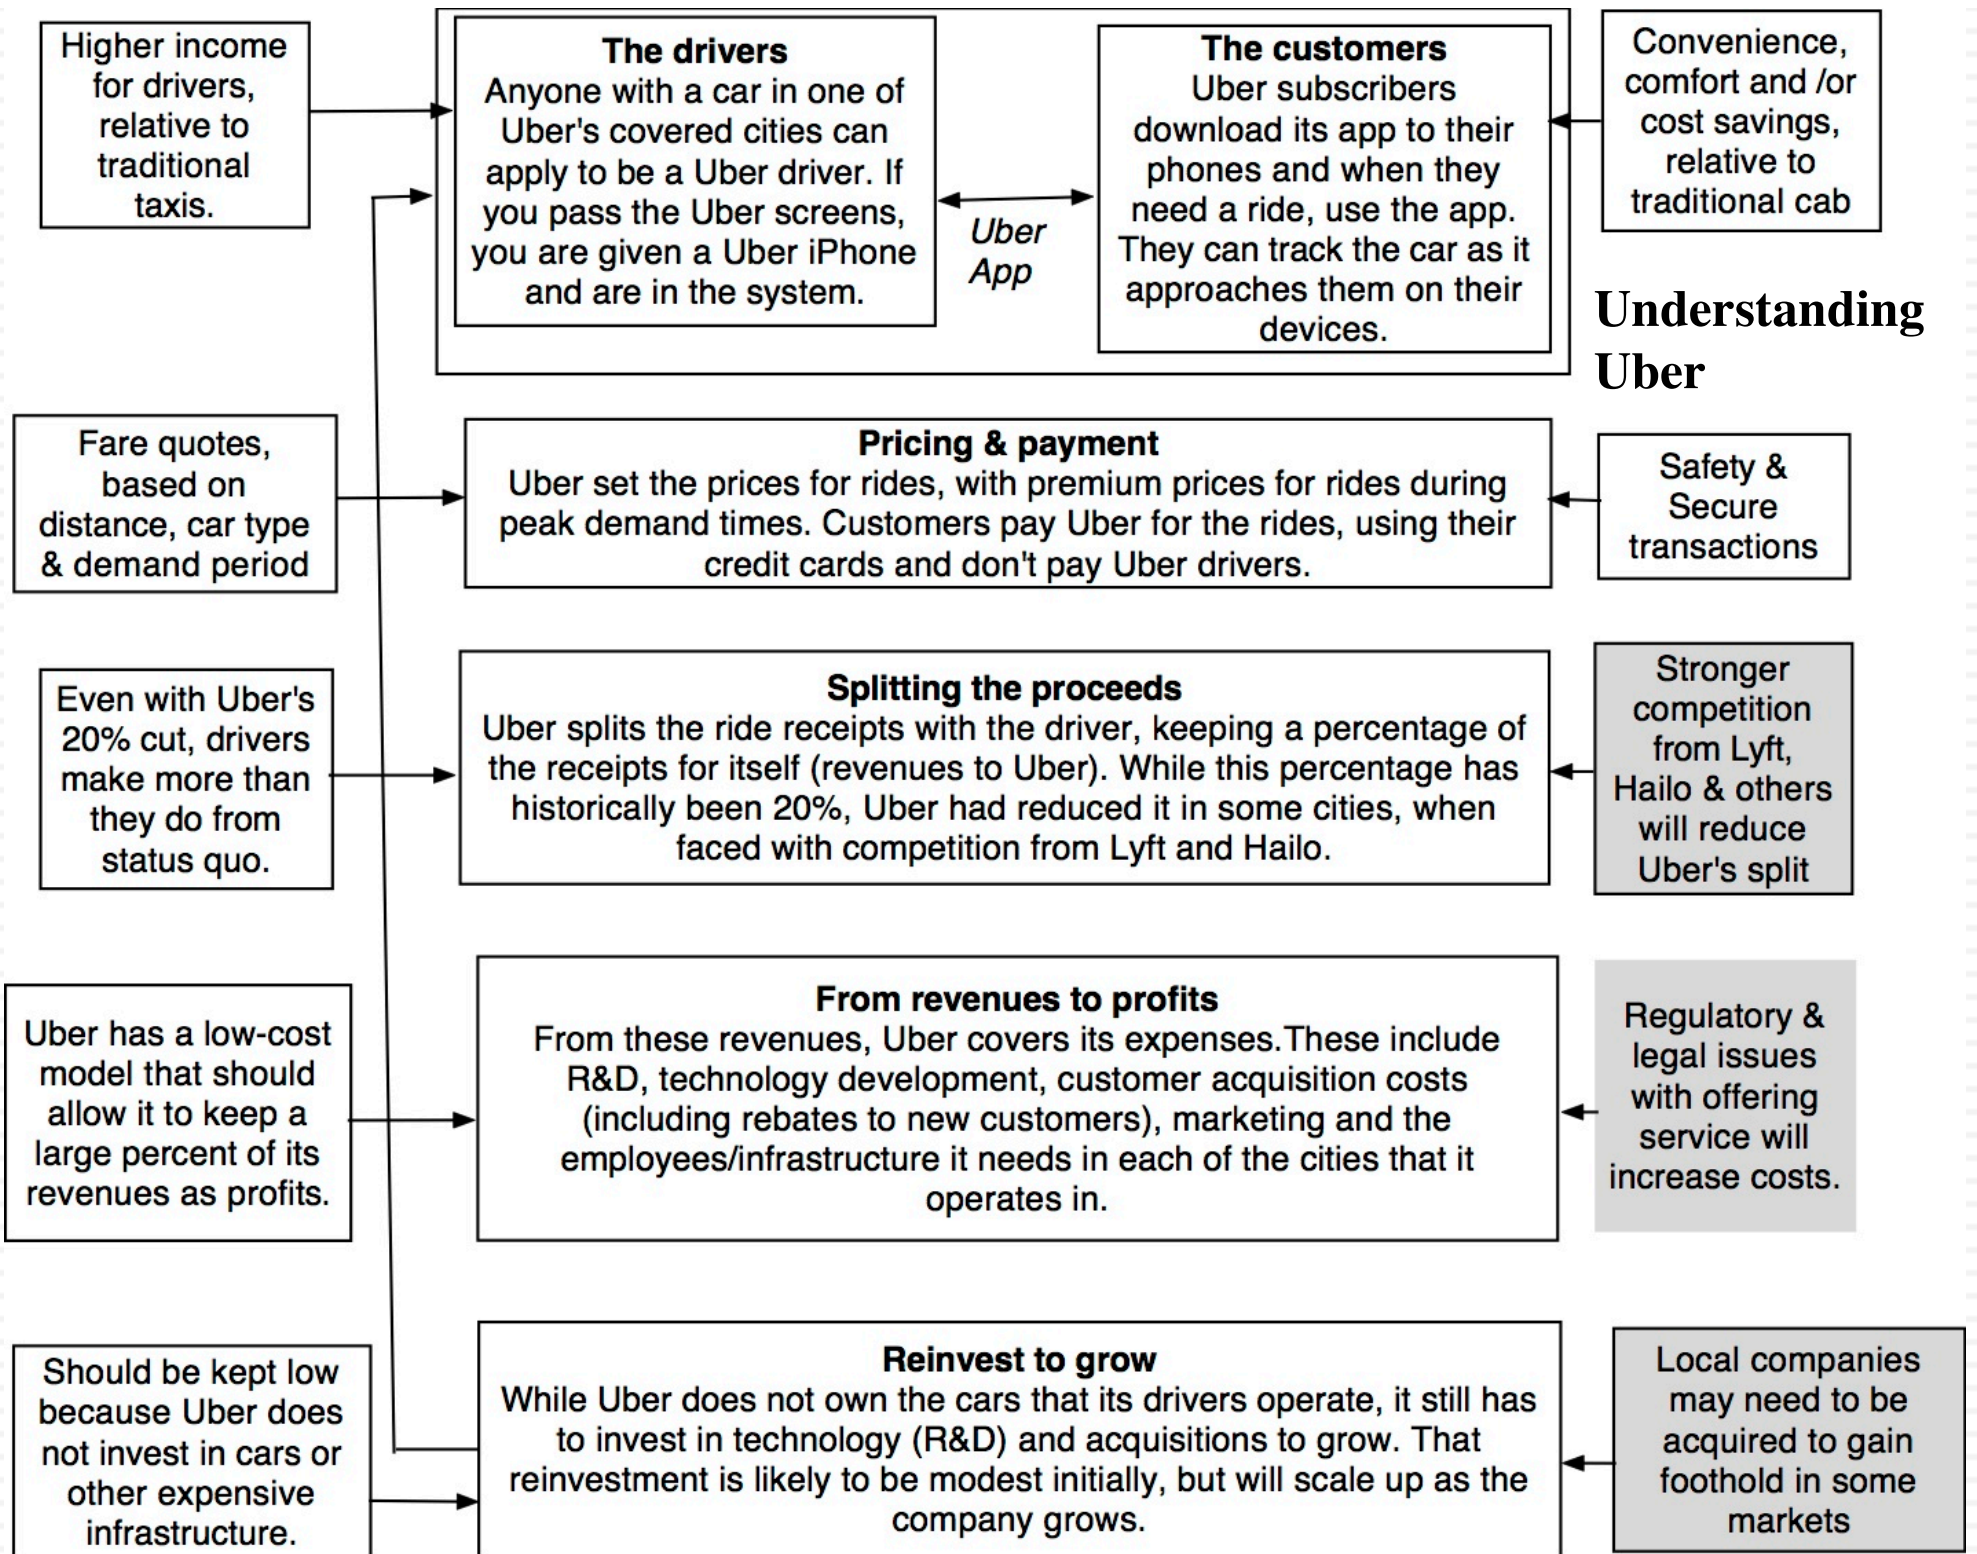 Higher income
for drivers,
relative to
traditional
taxis.
The drivers
Anyone with a car in one of
Uber's covered cities can
apply to be a Uber driver. If
you pass the Uber screens,
you are given a Uber iPhone
and are in the system.
Uber
App
The customers
Uber subscribers
download its app to their
phones and when they
need a ride, use the app.
They can track the car as it
approaches them on their
devices.
Convenience,
comfort and /or
cost savings,
relative to
traditional cab
Understanding
Uber
Fare quotes,
based on
distance, car type
& demand period
Pricing & payment
Uber set the prices for rides, with premium prices for rides during
peak demand times. Customers pay Uber for the rides, using their
credit cards and don't pay Uber drivers.
Safety &
Secure
transactions
Even with Uber's
20% cut, drivers
make more than
they do from
status quo.
Splitting the proceeds
Uber splits the ride receipts with the driver, keeping a percentage of
the receipts for itself (revenues to Uber). While this percentage has
historically been 20%, Uber had reduced it in some cities, when
faced with competition from Lyft and Hailo.
Stronger
competition
from Lyft,
Hailo & others
will reduce
Uber's split
Uber has a low-cost
model that should
allow it to keep a
large percent of its
revenues as profits.
From revenues to profits
From these revenues, Uber covers its expenses.These include
R&D, technology development, customer acquisition costs
(including rebates to new customers), marketing and the
employees/infrastructure it needs in each of the cities that it
operates in.
Regulatory &
legal issues
with offering
service will
increase costs.
Should be kept low
because Uber does
not invest in cars or
other expensive
infrastructure.
Reinvest to grow
While Uber does not own the cars that its drivers operate, it still has
to invest in technology (R&D) and acquisitions to grow. That
reinvestment is likely to be modest initially, but will scale up as the
company grows.
Local companies
may need to be
acquired to gain
foothold in some
markets